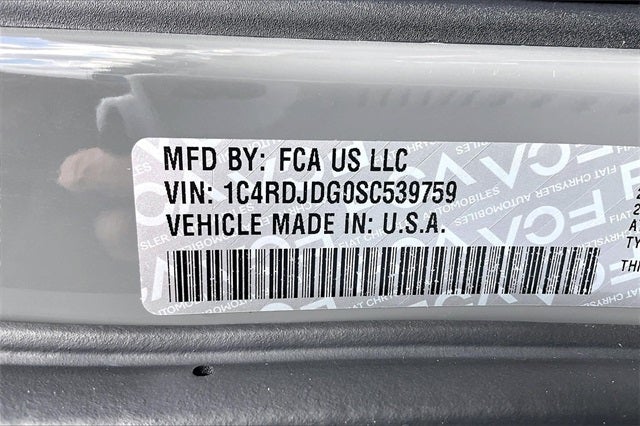 MFD BY: FCA US LLC
VIN: 1C4RDJDG0SC539759
VEHICLE MADE IN: U.S.A.